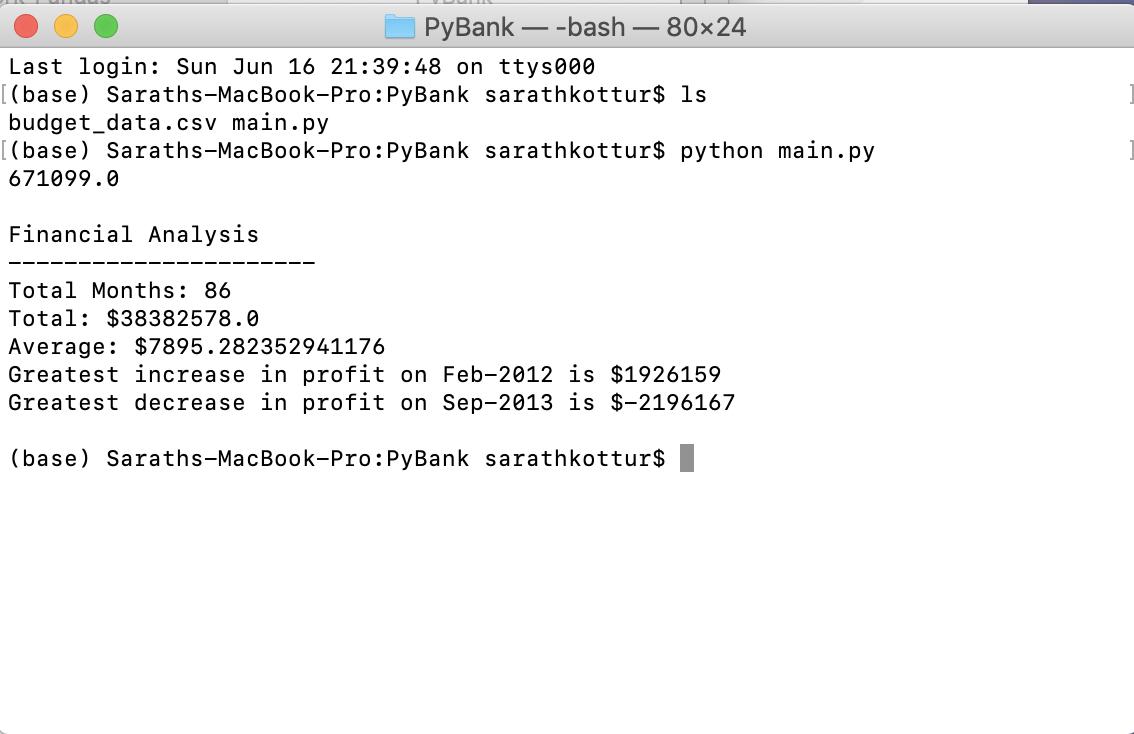 PyBank — -bash — 80×24
Last login: Sun Jun 16 21:39:48 on ttys000
[(base) Saraths-MacBook-Pro:PyBank sarathkottur$ ls ]
budget_data.csv main.py
[(base) Saraths-MacBook-Pro:PyBank sarathkottur$ python main.py ]
671099.0
Financial Analysis
----------------------
Total Months: 86
Total: $38382578.0
Average: $7895.282352941176
Greatest increase in profit on Feb-2012 is $1926159
Greatest decrease in profit on Sep-2013 is $-2196167
(base) Saraths-MacBook-Pro:PyBank sarathkottur$